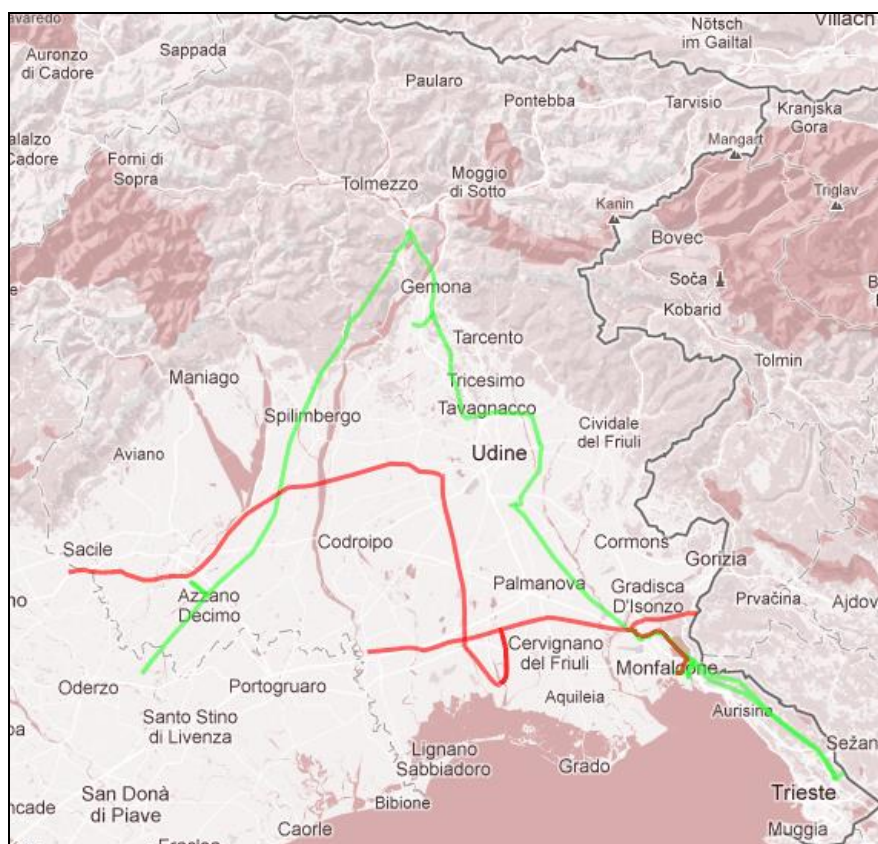 Auronzo
di Cadore
Sappada
Nötsch
im Gailtal
Villach
Paularo
Pontebba
Tarvisio
Kranjska
Gora
Cadore
Forni di
Sopra
Tolmezzo
Moggio
di Sotto
Mangart
Kanin
Triglav
Bovec
Soča
Kobarid
Gemona
Tarcento
Tolmin
Maniago
Tricesimo
Spilimbergo
Tavagnacco
Cividale
del Friuli
Aviano
Udine
Sacile
Codroipo
Cormons
Gorizia
Azzano
Decimo
Palmanova
Gradisca
D'Isonzo
Prvačina
Ajdov
Cervignano
del Friuli
Monfalcone
Oderzo
Portogruaro
Aquileia
Aurisina
Santo Stino
di Livenza
Sežan
Lignano
Sabbiadoro
Grado
San Donà
di Piave
Bibione
Trieste
ncade
Caorle
Muggia